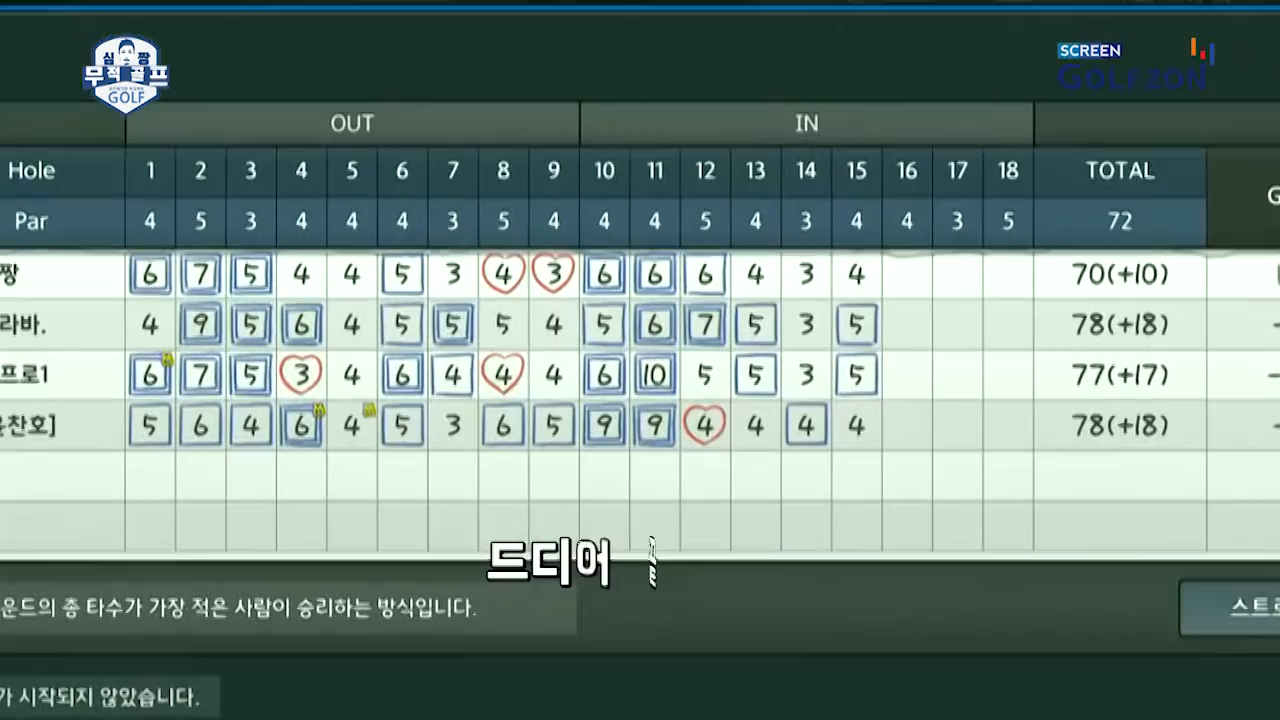 심 짱
무적 골프
GOLF
SCREEN
GOLFZON
OUT IN
Hole 1 2 3 4 5 6 7 8 9 10 11 12 13 14 15 16 17 18 TOTAL
G
Par 4 5 3 4 4 4 3 5 4 4 4 5 4 3 4 4 3 5 72
짱 6 7 5 4 4 5 3 4 3 6 6 6 4 3 4 70(+10)
라바. 4 9 5 6 4 5 5 5 4 5 6 7 5 3 5 78(+18)
프로1 6 7 5 3 4 6 4 4 4 6 10 5 5 3 5 77(+17)
찬호] 5 6 4 6 4 5 3 6 5 9 9 4 4 4 4 78(+18)
드디어
운드의 총 타수가 가장 적은 사람이 승리하는 방식입니다.
스트
가 시작되지 않았습니다.